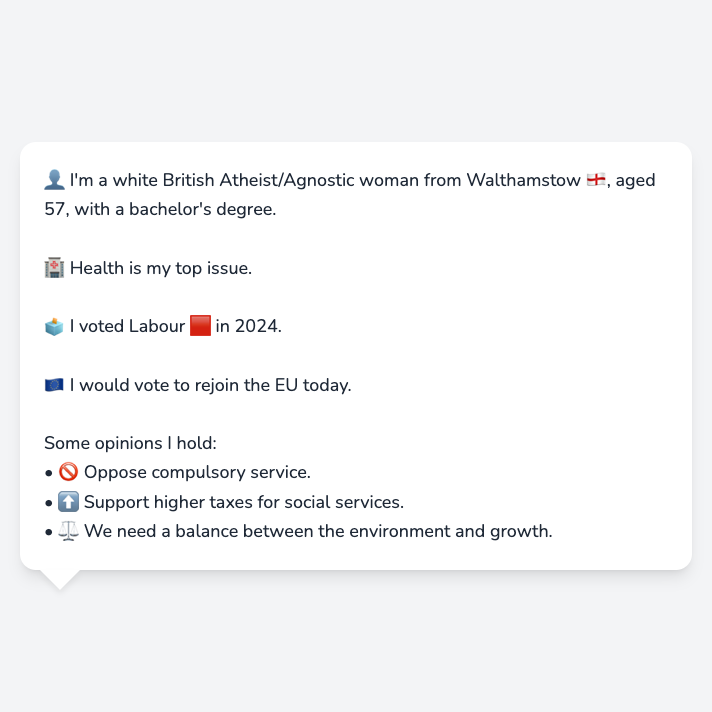 👤 I'm a white British Atheist/Agnostic woman from Walthamstow 🏴󠁧󠁢󠁥󠁮󠁧󠁿, aged
57, with a bachelor's degree.
🏥 Health is my top issue.
🗳️ I voted Labour 🟥 in 2024.
🇪🇺 I would vote to rejoin the EU today.
Some opinions I hold:
• 🚫 Oppose compulsory service.
• ⬆️ Support higher taxes for social services.
• ⚖️ We need a balance between the environment and growth.